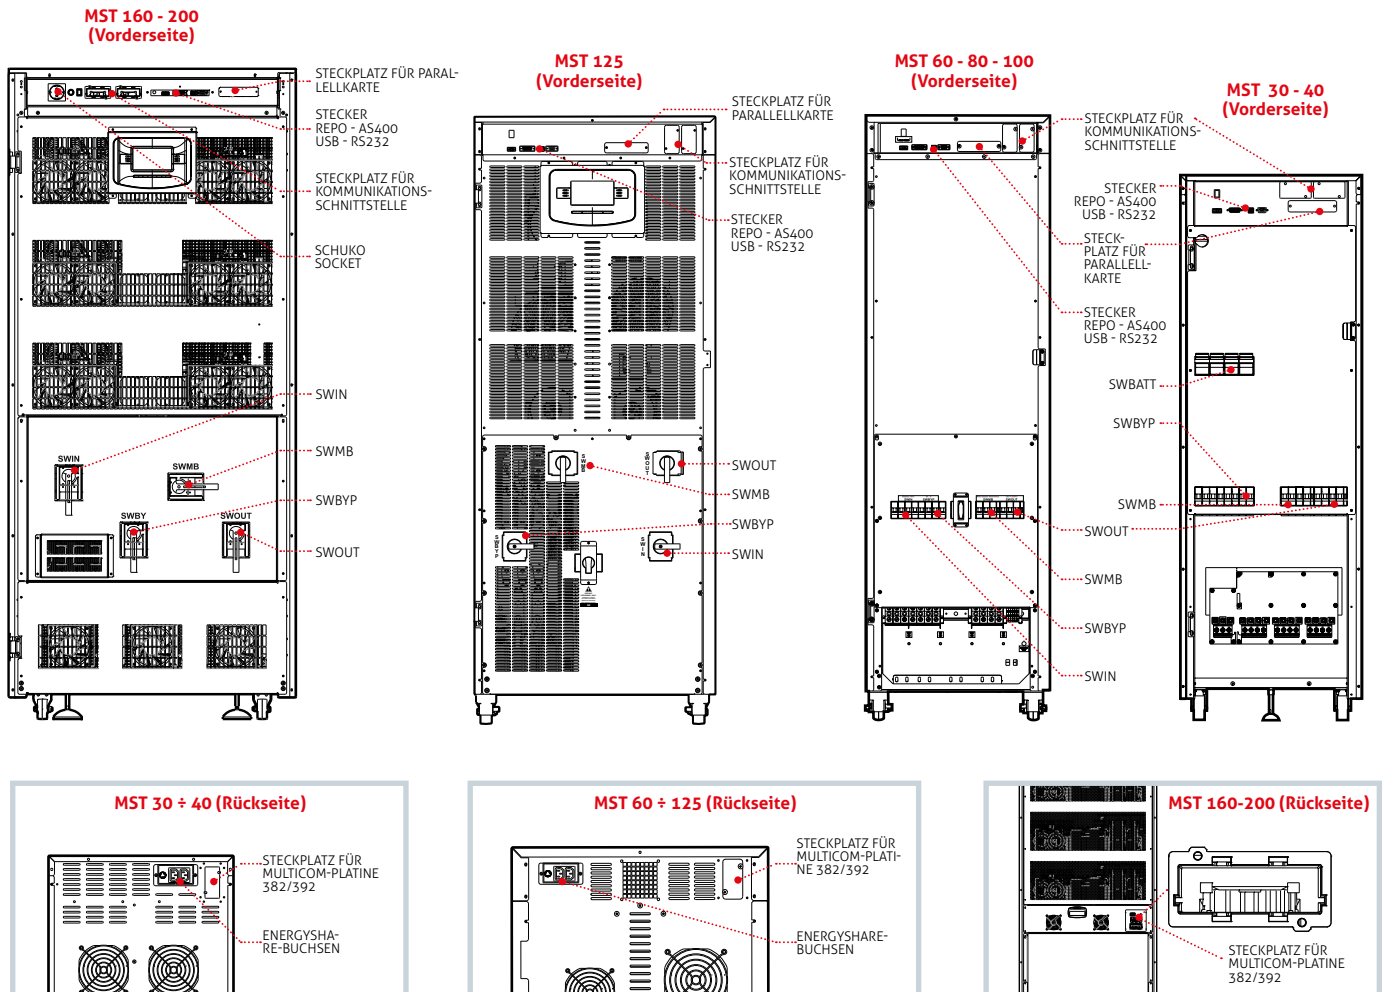 MST 160 - 200
(Vorderseite)
STECKPLATZ FÜR PARAL-
LELLKARTE
STECKER
REPO - AS400
USB - RS232
STECKPLATZ FÜR
KOMMUNIKATIONS-
SCHNITTSTELLE
SCHUKO
SOCKET
SWIN
SWMB
SWBYP
SWOUT
SWIN
SWMB
SWBY
SWOUT
MST 125
(Vorderseite)
STECKPLATZ FÜR
PARALLELLKARTE
STECKPLATZ FÜR
KOMMUNIKATIONS-
SCHNITTSTELLE
STECKER
REPO - AS400
USB - RS232
SWOUT
SWMB
SWBYP
SWIN
SWMB
SWOUT
SWBYP
SWIN
MST 60 - 80 - 100
(Vorderseite)
STECKPLATZ FÜR
KOMMUNIKATIONS-
SCHNITTSTELLE
STECK-
PLATZ FÜR
PARALLELL-
KARTE
STECKER
REPO - AS400
USB - RS232
SWOUT
SWMB
SWBYP
SWIN
MST 30 - 40
(Vorderseite)
STECKER
REPO - AS400
USB - RS232
SWBATT
SWBYP
SWMB
MST 30 ÷ 40 (Rückseite)
STECKPLATZ FÜR
MULTICOM-PLATINE
382/392
ENERGYSHA-
RE-BUCHSEN
MST 60 ÷ 125 (Rückseite)
STECKPLATZ FÜR
MULTICOM-PLATI-
NE 382/392
ENERGYSHARE-
BUCHSEN
MST 160-200 (Rückseite)
STECKPLATZ FÜR
MULTICOM-PLATINE
382/392